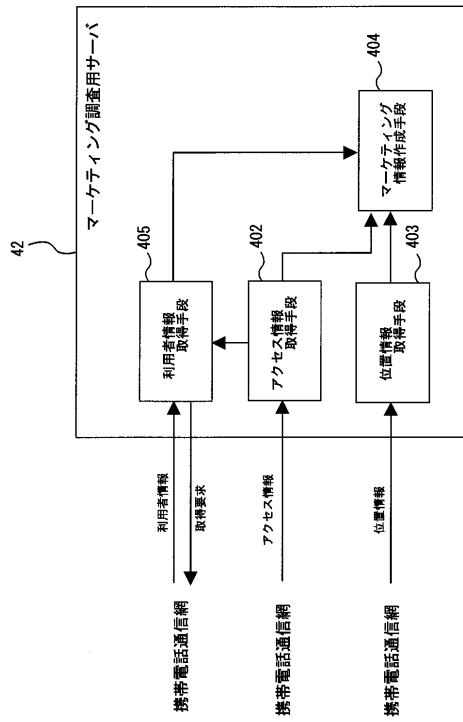 42
マーケティング調査用サーバ
405
利用者情報
取得手段
402
アクセス情報
取得手段
403
位置情報
取得手段
404
マーケティング
情報作成手段
利用者情報
取得要求
アクセス情報
位置情報
携帯電話通信網
携帯電話通信網
携帯電話通信網